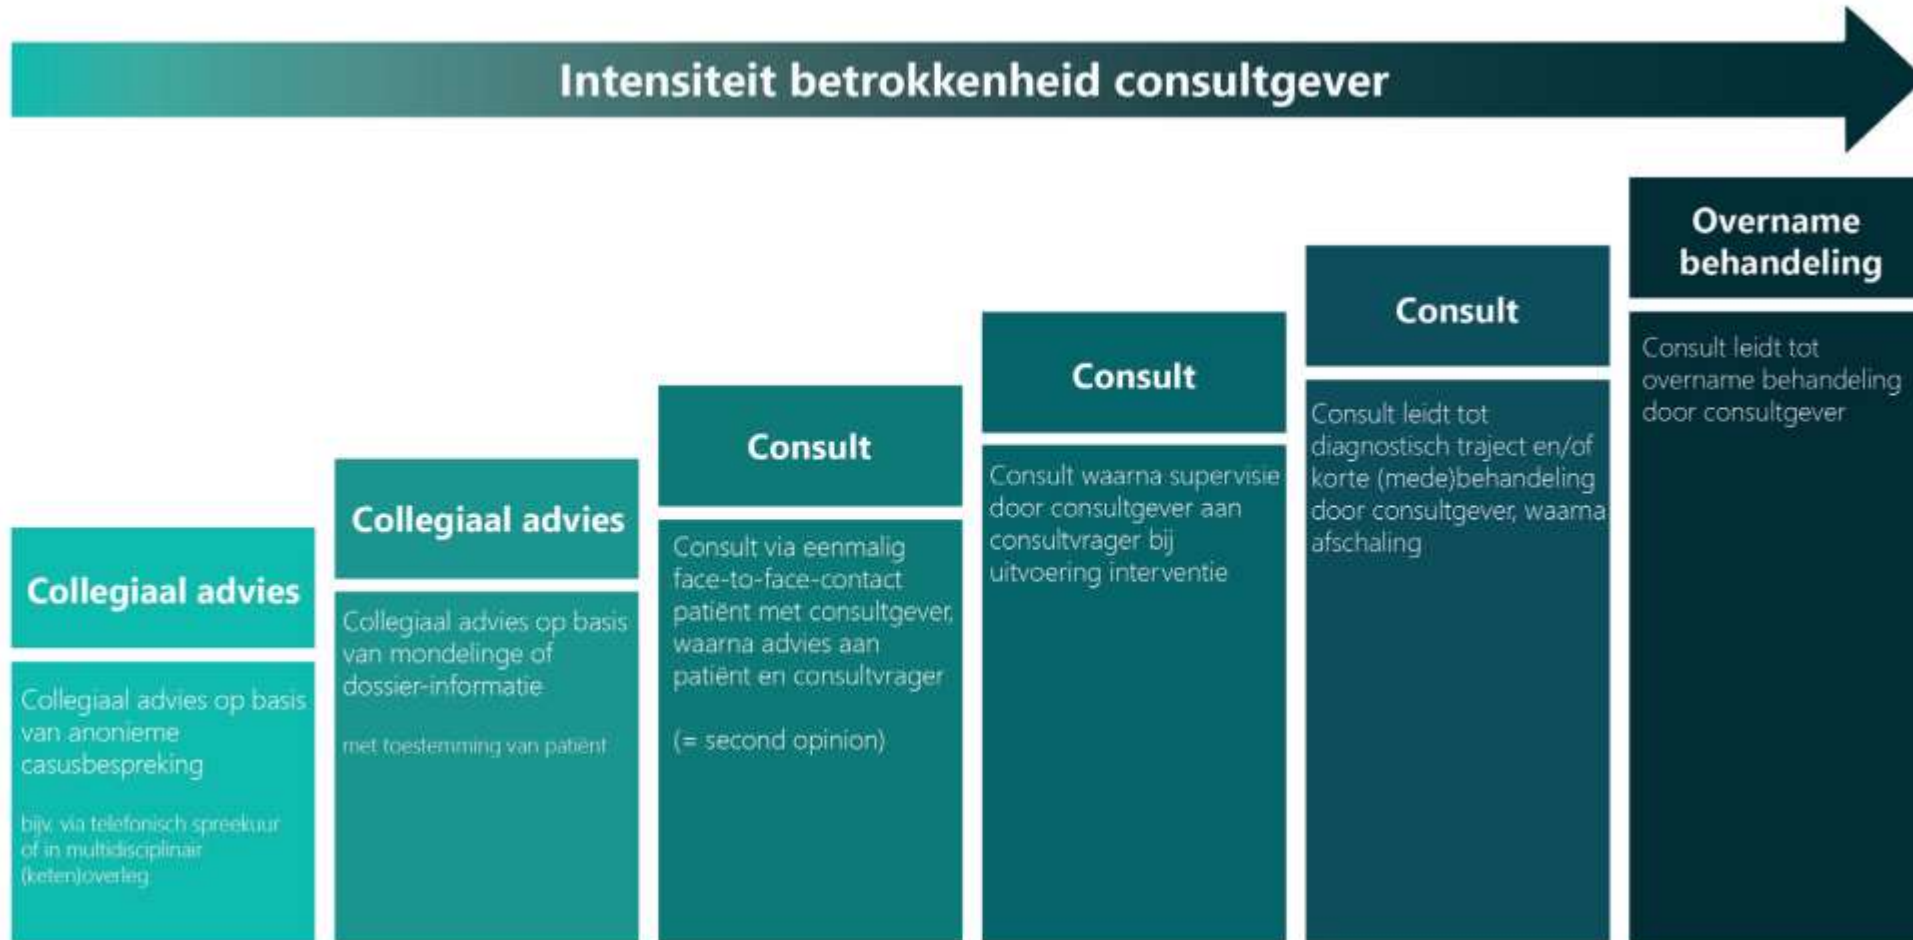 Intensiteit betrokkenheid consultgever
Collegiaal advies
Collegiaal advies op basis
van anonieme
casusbespreking
bijv. via telefonisch spreekuur
of in multidisciplinair
(keten)overleg
Collegiaal advies
Collegiaal advies op basis
van mondelinge of
dossier-informatie
met toestemming van patiënt
Consult
Consult via eenmalig
face-to-face-contact
patiënt met consultgever,
waarna advies aan
patiënt en consultvrager
(= second opinion)
Consult
Consult waarna supervisie
door consultgever aan
consultvrager bij
uitvoering interventie
Consult
Consult leidt tot
diagnostisch traject en/of
korte (mede)behandeling
door consultgever, waarna
afschaling
Overname
behandeling
Consult leidt tot
overname behandeling
door consultgever